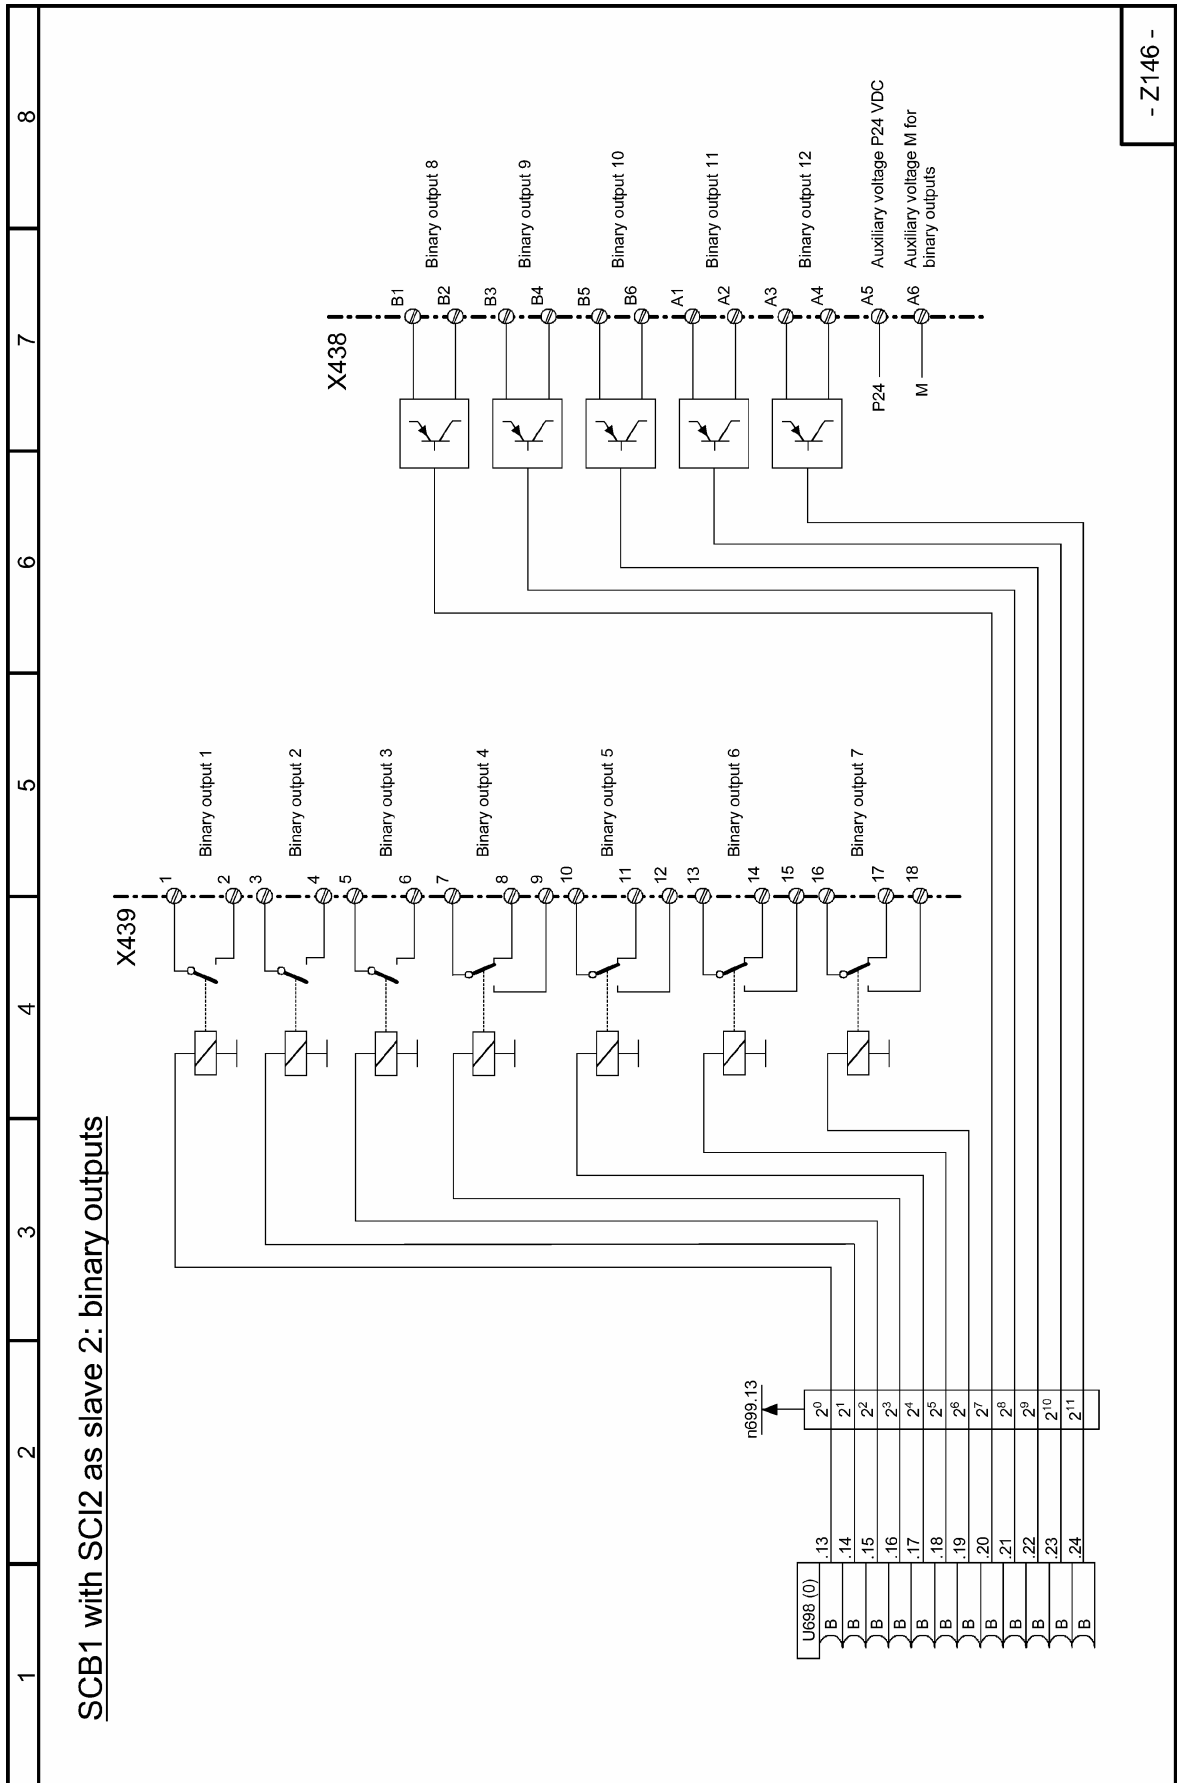 SCB1 with SCI2 as slave 2: binary outputs
1
2
3
4
5
6
7
8
X439
1
2
Binary output 1
3
4
Binary output 2
5
6
Binary output 3
7
8
9
Binary output 4
10
11
12
Binary output 5
13
14
15
Binary output 6
16
17
18
Binary output 7
X438
B1
B2
Binary output 8
B3
B4
Binary output 9
B5
B6
Binary output 10
A1
A2
Binary output 11
A3
A4
Binary output 12
P24
A5
Auxiliary voltage P24 VDC
M
A6
Auxiliary voltage M for
binary outputs
n699.13
U698 (0)
B .13 2⁰
B .14 2¹
B .15 2²
B .16 2³
B .17 2⁴
B .18 2⁵
B .19 2⁶
B .20 2⁷
B .21 2⁸
B .22 2⁹
B .23 2¹⁰
B .24 2¹¹
- Z146 -